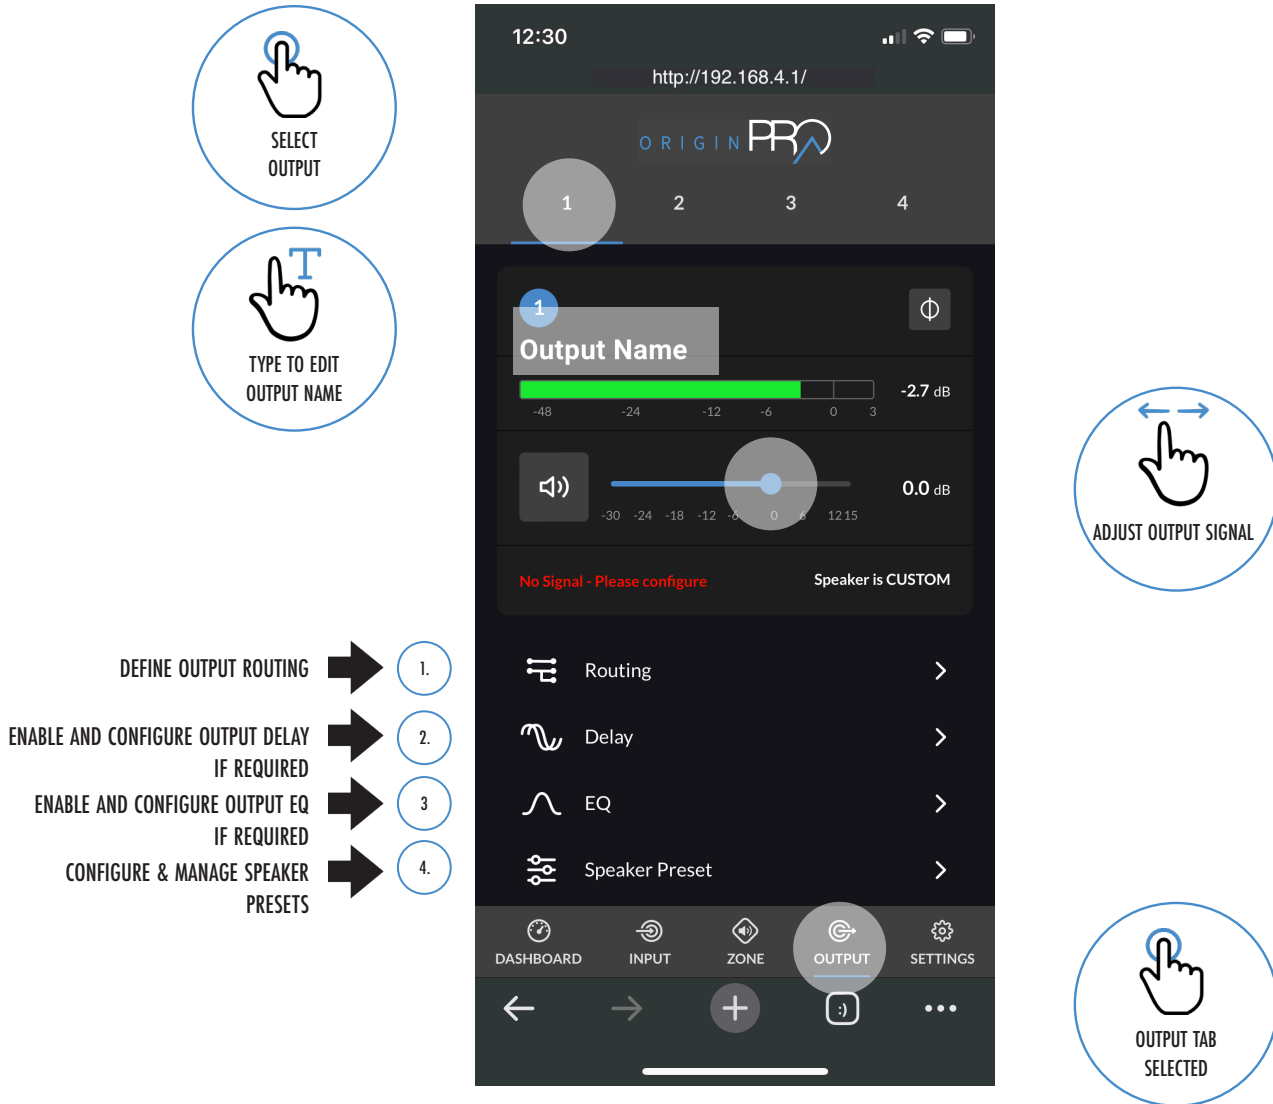 SELECT
OUTPUT
TYPE TO EDIT
OUTPUT NAME
12:30
http://192.168.4.1/
ORIGIN PRO
1 2 3 4
1
Output Name
-2.7 dB
-48 -24 -12 -6 0 3
0.0 dB
-30 -24 -18 -12 -6 0 6 12 15
No Signal - Please configure Speaker is CUSTOM
ADJUST OUTPUT SIGNAL
DEFINE OUTPUT ROUTING 1.
Routing
ENABLE AND CONFIGURE OUTPUT DELAY
IF REQUIRED
2.
Delay
ENABLE AND CONFIGURE OUTPUT EQ
IF REQUIRED
3
EQ
CONFIGURE & MANAGE SPEAKER
PRESETS
4.
Speaker Preset
DASHBOARD INPUT ZONE OUTPUT SETTINGS
:)
OUTPUT TAB
SELECTED